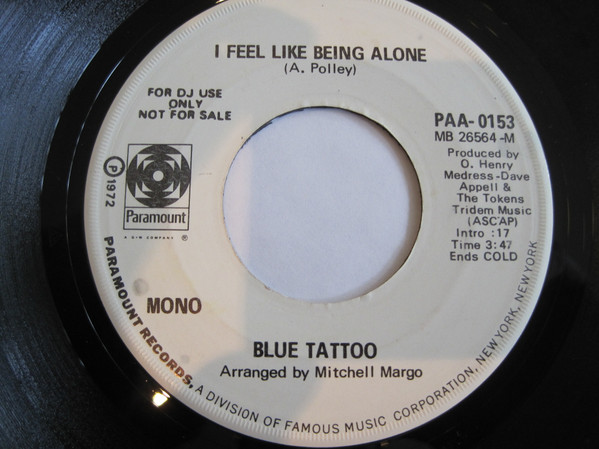 I FEEL LIKE BEING ALONE
(A. Polley)
FOR DJ USE
ONLY
NOT FOR SALE
Ⓟ 1972
Paramount
A G+W COMPANY ®
PAA-0153
MB 26564-M
Produced by
O. Henry
Medress-Dave
Appell &
The Tokens
Tridem Music
(ASCAP)
Intro :17
Time 3:47
Ends COLD
MONO
BLUE TATTOO
Arranged by Mitchell Margo
PARAMOUNT RECORDS, A DIVISION OF FAMOUS MUSIC CORPORATION, NEW YORK, NEW YORK